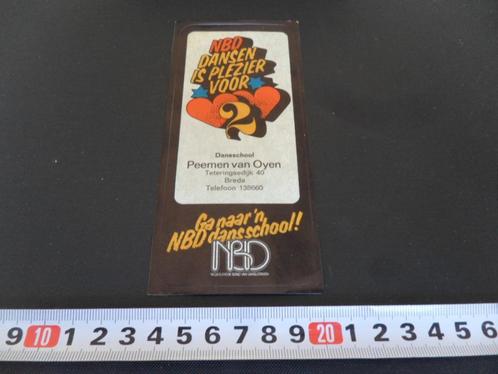 NBD
DANSEN
IS PLEZIER
VOOR
2
Dansschool
Peemen van Oyen
Teteringsedijk 40
Breda
Telefoon 138660
Ga naar 'n
NBD dansschool!
NBD
9 10 1 2 3 4 5 6 7 8 9 20 1 2 3 4 5 6